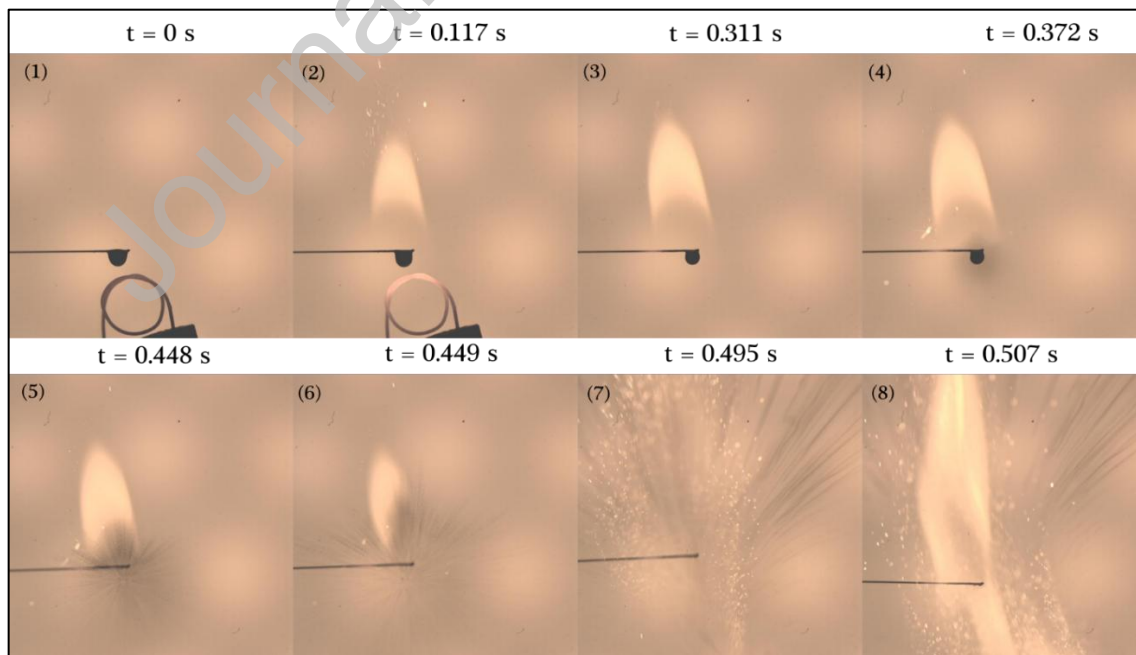 t = 0 s
t = 0.117 s
t = 0.311 s
t = 0.372 s
(1)
(2)
(3)
(4)
Journa
t = 0.448 s
t = 0.449 s
t = 0.495 s
t = 0.507 s
(5)
(6)
(7)
(8)